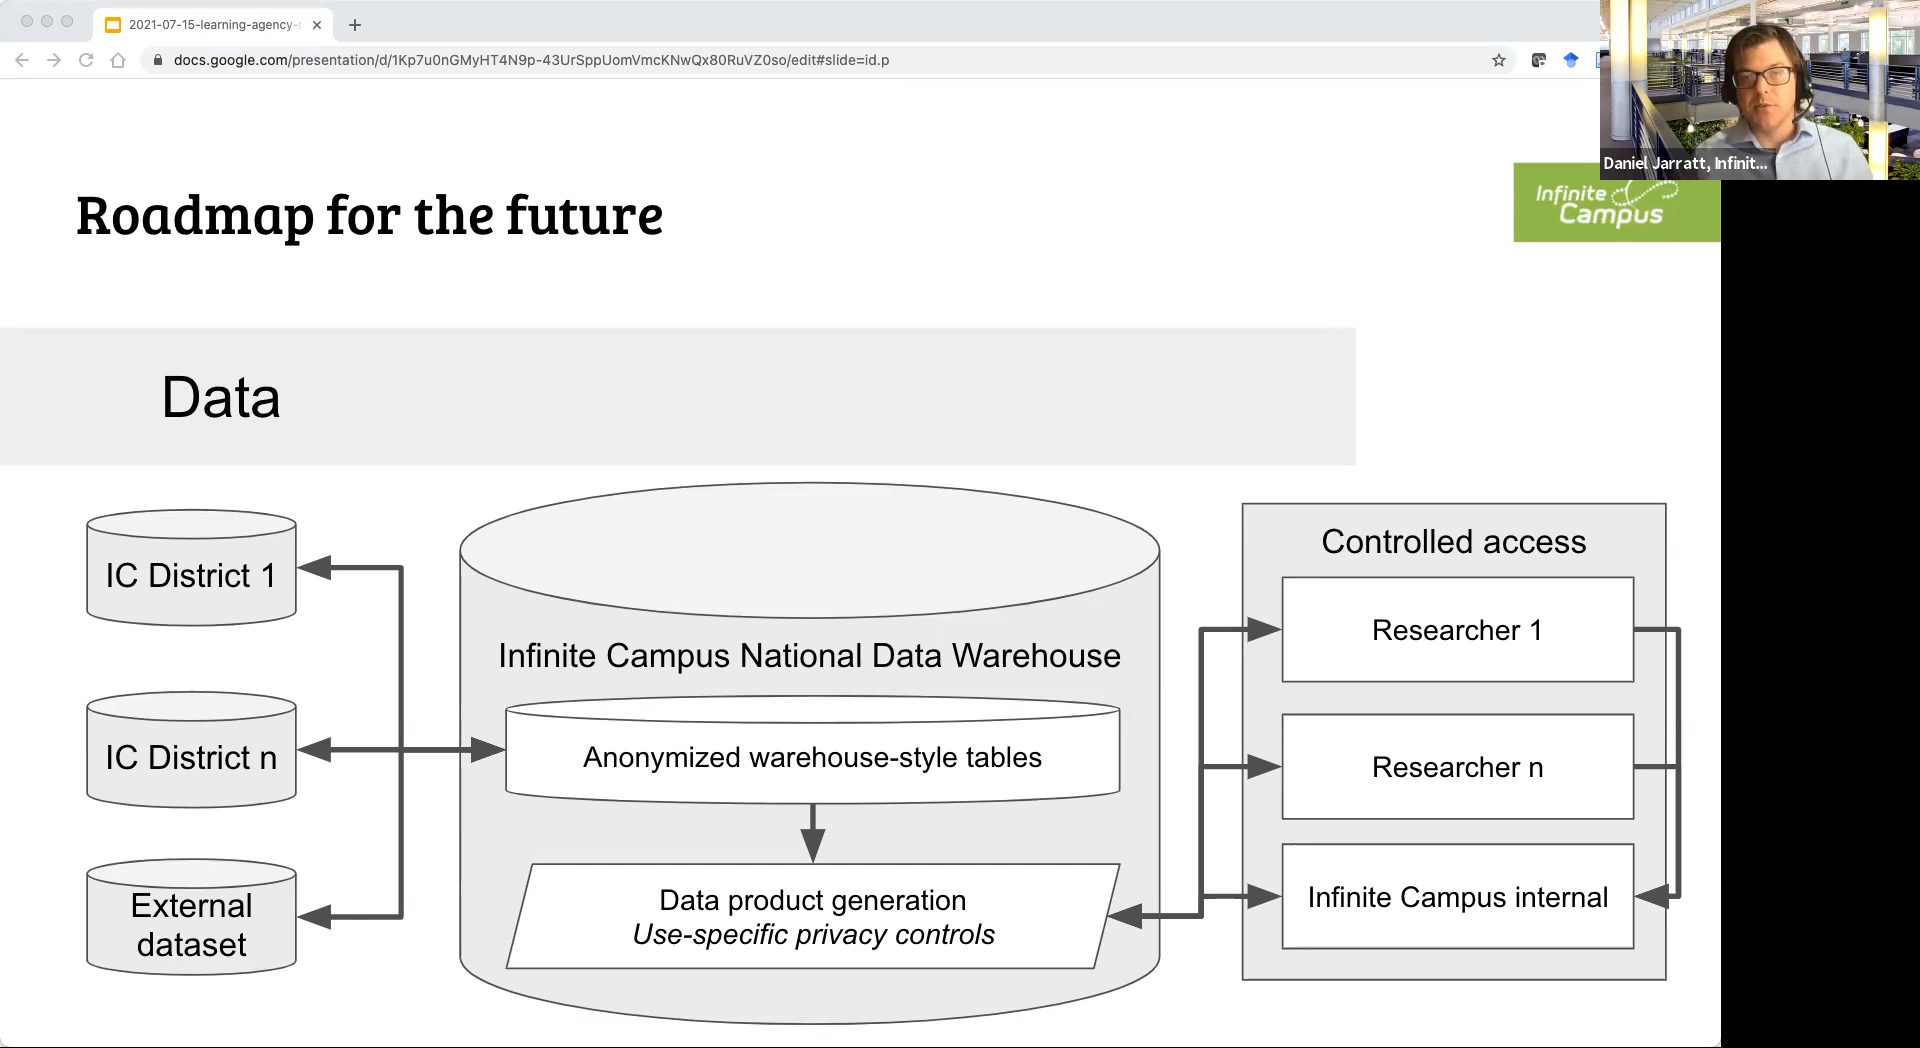 2021-07-15-learning-agency-
docs.google.com/presentation/d/1Kp7u0nGMyHT4N9p-43UrSppUomVmcKNwQx80RuVZ0so/edit#slide=id.p
Daniel Jarratt, Infinit...
Roadmap for the future
Infinite
Campus
Data
IC District 1
IC District n
External
dataset
Infinite Campus National Data Warehouse
Anonymized warehouse-style tables
Data product generation
Use-specific privacy controls
Controlled access
Researcher 1
Researcher n
Infinite Campus internal